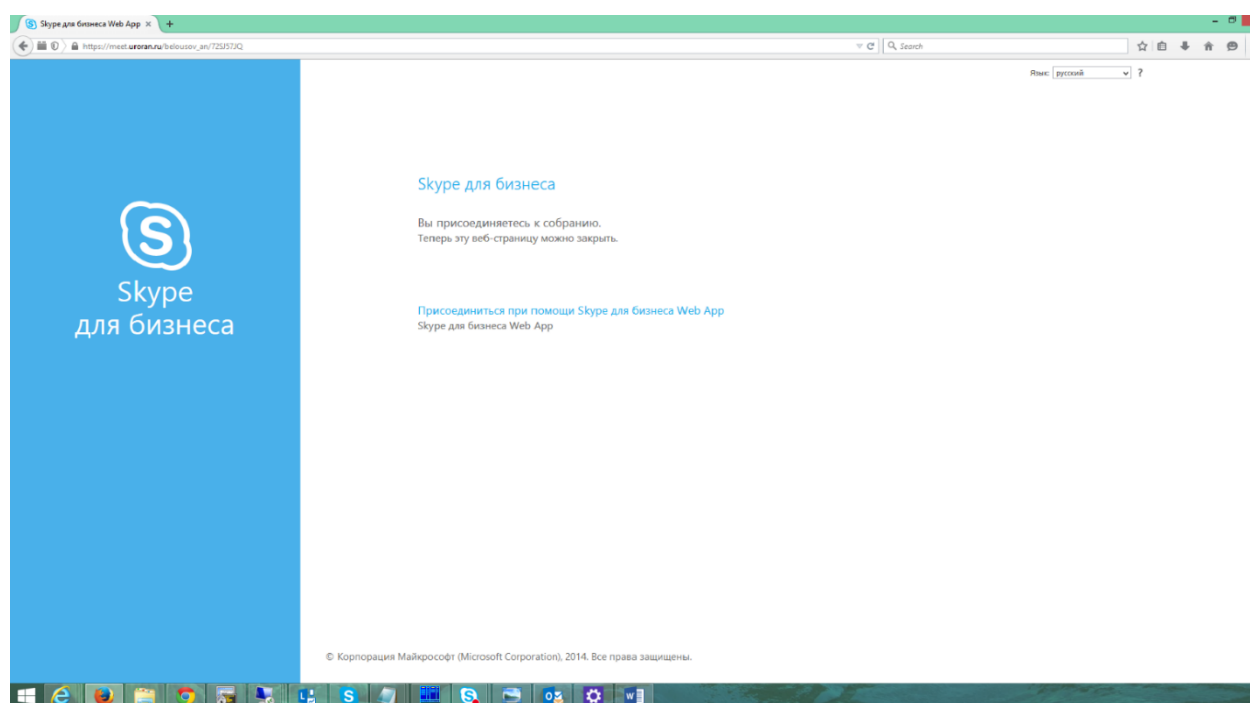 Skype для бизнеса Web App
https://meet.uroran.ru/belousov_an/72SJ57JQ
Search
Язык: русский ?
Skype для бизнеса
Вы присоединяетесь к собранию.
Теперь эту веб-страницу можно закрыть.
Skype
для бизнеса
Присоединиться при помощи Skype для бизнеса Web App
Skype для бизнеса Web App
© Корпорация Майкрософт (Microsoft Corporation), 2014. Все права защищены.